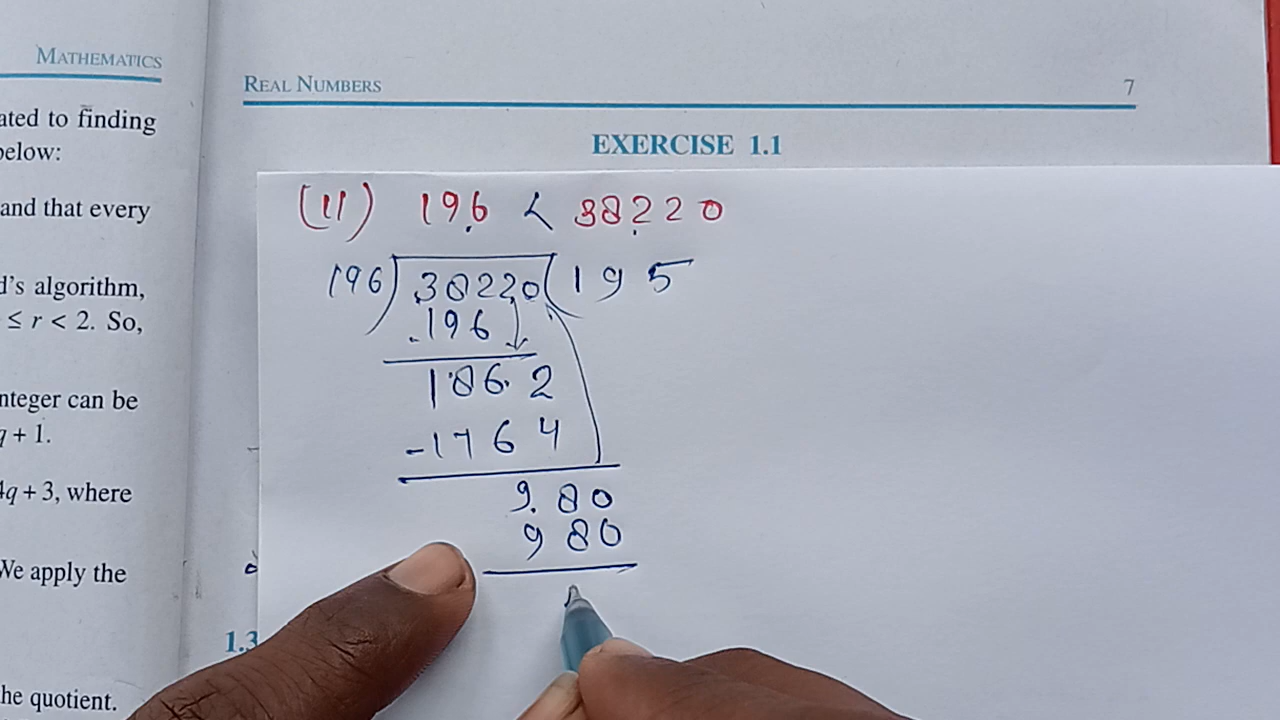 MATHEMATICS
ated to finding
below:
and that every
d's algorithm,
≤ r < 2. So,
nteger can be
q + 1.
4q + 3, where
We apply the
he quotient.
REAL NUMBERS 7
EXERCISE 1.1
(11) 196 < 38220
196) 38220 (195
196
1862
-1764
980
980
1.3